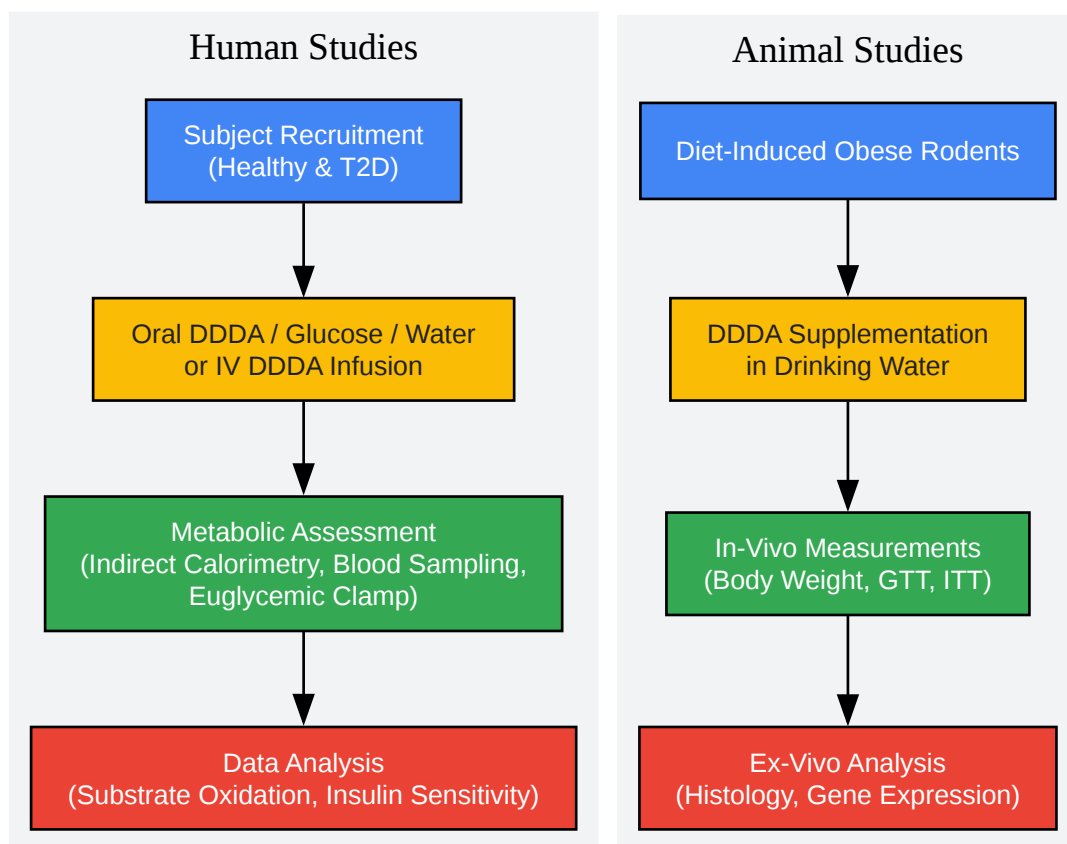 Human Studies
Subject Recruitment
(Healthy & T2D)
Oral DDDA / Glucose / Water
or IV DDDA Infusion
Metabolic Assessment
(Indirect Calorimetry, Blood Sampling,
Euglycemic Clamp)
Data Analysis
(Substrate Oxidation, Insulin Sensitivity)
Animal Studies
Diet-Induced Obese Rodents
DDDA Supplementation
in Drinking Water
In-Vivo Measurements
(Body Weight, GTT, ITT)
Ex-Vivo Analysis
(Histology, Gene Expression)